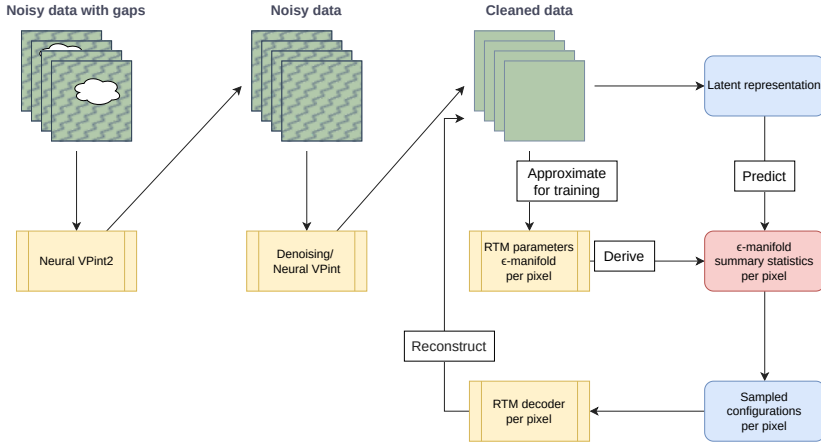 Noisy data with gaps
Noisy data
Cleaned data
Latent representation
Approximate
for training
Predict
Neural VPint2
Denoising/
Neural VPint
RTM parameters
ϵ-manifold
per pixel
Derive
ϵ-manifold
summary statistics
per pixel
Reconstruct
RTM decoder
per pixel
Sampled
configurations
per pixel